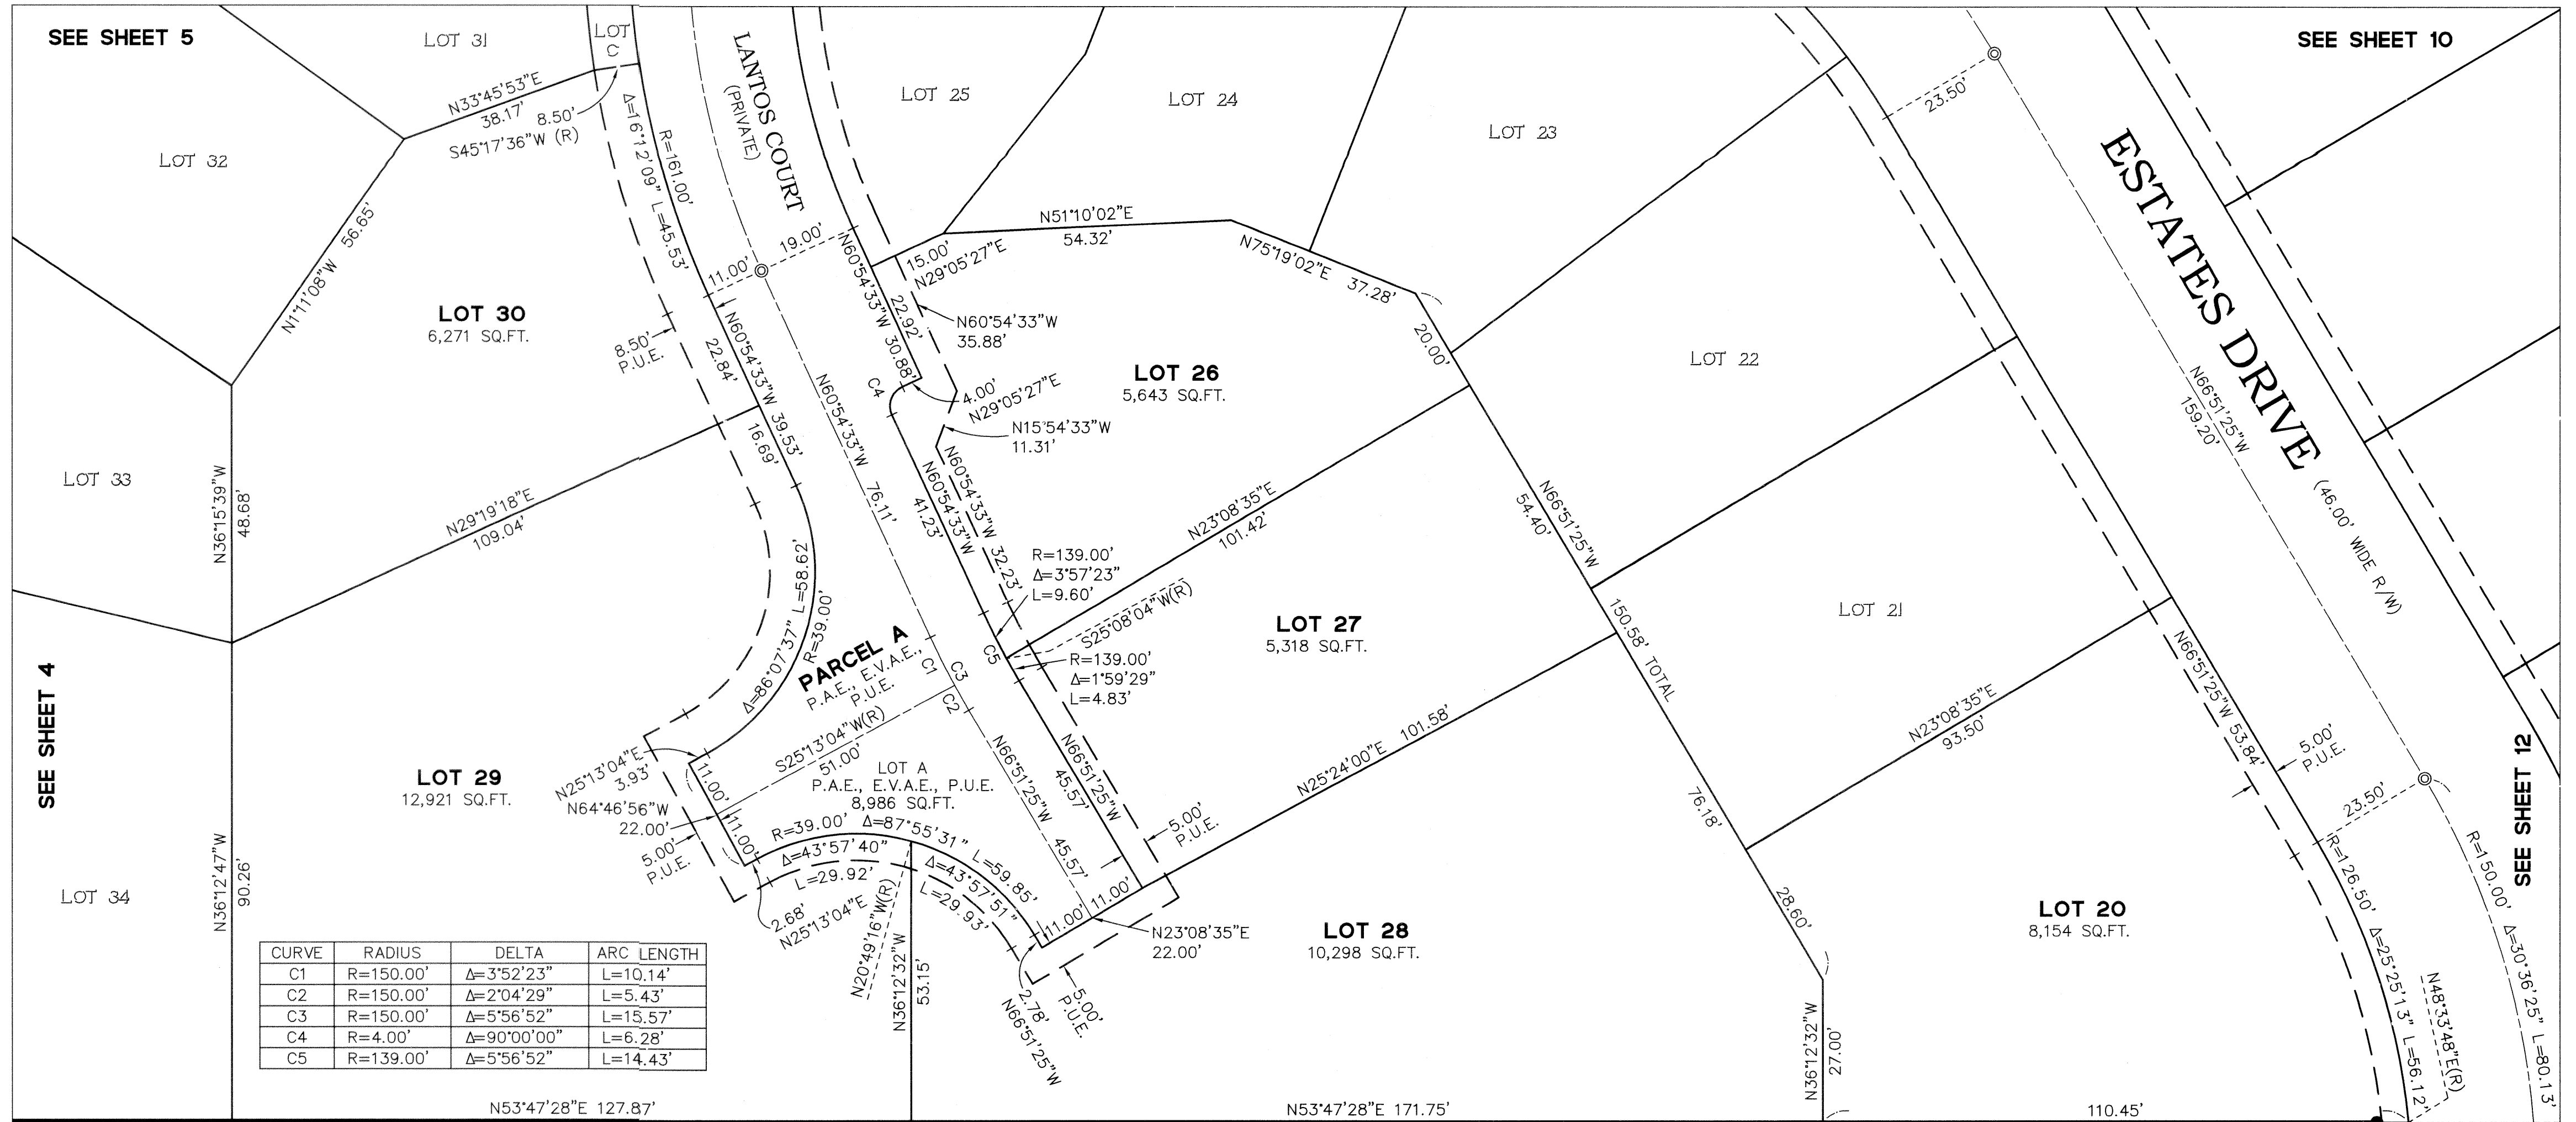 SEE SHEET 5
LOT 31
LOT
C
LANTOS COURT
(PRIVATE)
LOT 25
LOT 24
LOT 23
SEE SHEET 10
N33°45'53"E
38.17'
8.50'
S45°17'36"W (R)
Δ=16°12'09" L=45.53'
R=161.00'
LOT 32
N1°11'08"W 56.65'
LOT 30
6,271 SQ.FT.
8.50'
P.U.E.
11.00'
19.00'
N60°54'33"W
22.92'
30.88'
15.00'
N29°05'27"E
N51°10'02"E
54.32'
N75°19'02"E
37.28'
20.00'
N60°54'33"W
35.88'
LOT 26
5,643 SQ.FT.
C4
4.00'
N29°05'27"E
N15°54'33"W
11.31'
N60°54'33"W 39.53'
22.84'
16.69'
N60°54'33"W 76.11'
N60°54'33"W
41.23'
N60°54'33"W 32.23'
LOT 22
23.50'
ESTATES DRIVE
(46.00' WIDE R/W)
N66°51'25"W
159.20'
LOT 33
N36°15'39"W
48.68'
N29°19'18"E
109.04'
N23°08'35"E
101.42'
N66°51'25"W
54.40'
150.58' TOTAL
R=139.00'
Δ=3°57'23"
L=9.60'
S25°08'04"W(R)
C5
R=139.00'
Δ=1°59'29"
L=4.83'
LOT 27
5,318 SQ.FT.
LOT 21
Δ=86°07'37" L=58.62'
R=39.00'
PARCEL A
P.A.E., E.V.A.E.,
P.U.E.
C1
C3
C2
S25°13'04"W(R)
51.00'
SEE SHEET 4
LOT 29
12,921 SQ.FT.
N25°13'04"E
3.93'
N64°46'56"W
22.00'
5.00'
P.U.E.
11.00'
11.00'
LOT A
P.A.E., E.V.A.E., P.U.E.
8,986 SQ.FT.
N66°51'25"W 45.57'
N66°51'25"W
45.57'
5.00'
P.U.E.
N25°24'00"E 101.58'
76.18'
N23°08'35"E
93.50'
N66°51'25"W 53.84'
5.00'
P.U.E.
23.50'
SEE SHEET 12
R=39.00' Δ=87°55'31" L=59.85'
Δ=43°57'40"
L=29.92'
Δ=43°57'51"
L=29.93'
2.68'
N25°13'04"E
N20°49'16"W(R)
N36°12'32"W
53.15'
11.00'
11.00'
N23°08'35"E
22.00'
2.78'
N66°51'25"W
5.00'
P.U.E.
LOT 28
10,298 SQ.FT.
28.60'
LOT 20
8,154 SQ.FT.
R=126.50' Δ=25°25'13" L=56.12'
R=150.00' Δ=30°36'25" L=80.13'
N48°33'48"E(R)
LOT 34
N36°12'47"W
90.26'
N36°12'32"W
27.00'
CURVE RADIUS DELTA ARC LENGTH
C1 R=150.00' Δ=3°52'23" L=10.14'
C2 R=150.00' Δ=2°04'29" L=5.43'
C3 R=150.00' Δ=5°56'52" L=15.57'
C4 R=4.00' Δ=90°00'00" L=6.28'
C5 R=139.00' Δ=5°56'52" L=14.43'
N53°47'28"E 127.87'
N53°47'28"E 171.75'
110.45'